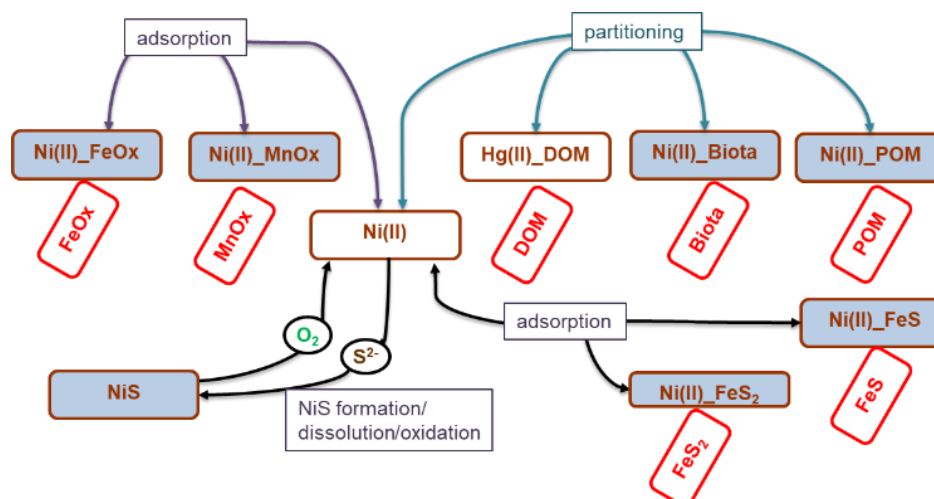 adsorption
partitioning
Ni(II)_FeOx
Ni(II)_MnOx
Hg(II)_DOM
Ni(II)_Biota
Ni(II)_POM
FeOx
MnOx
DOM
Biota
POM
Ni(II)
adsorption
Ni(II)_FeS
O₂
S²⁻
NiS
Ni(II)_FeS₂
FeS
NiS formation/
dissolution/oxidation
FeS₂